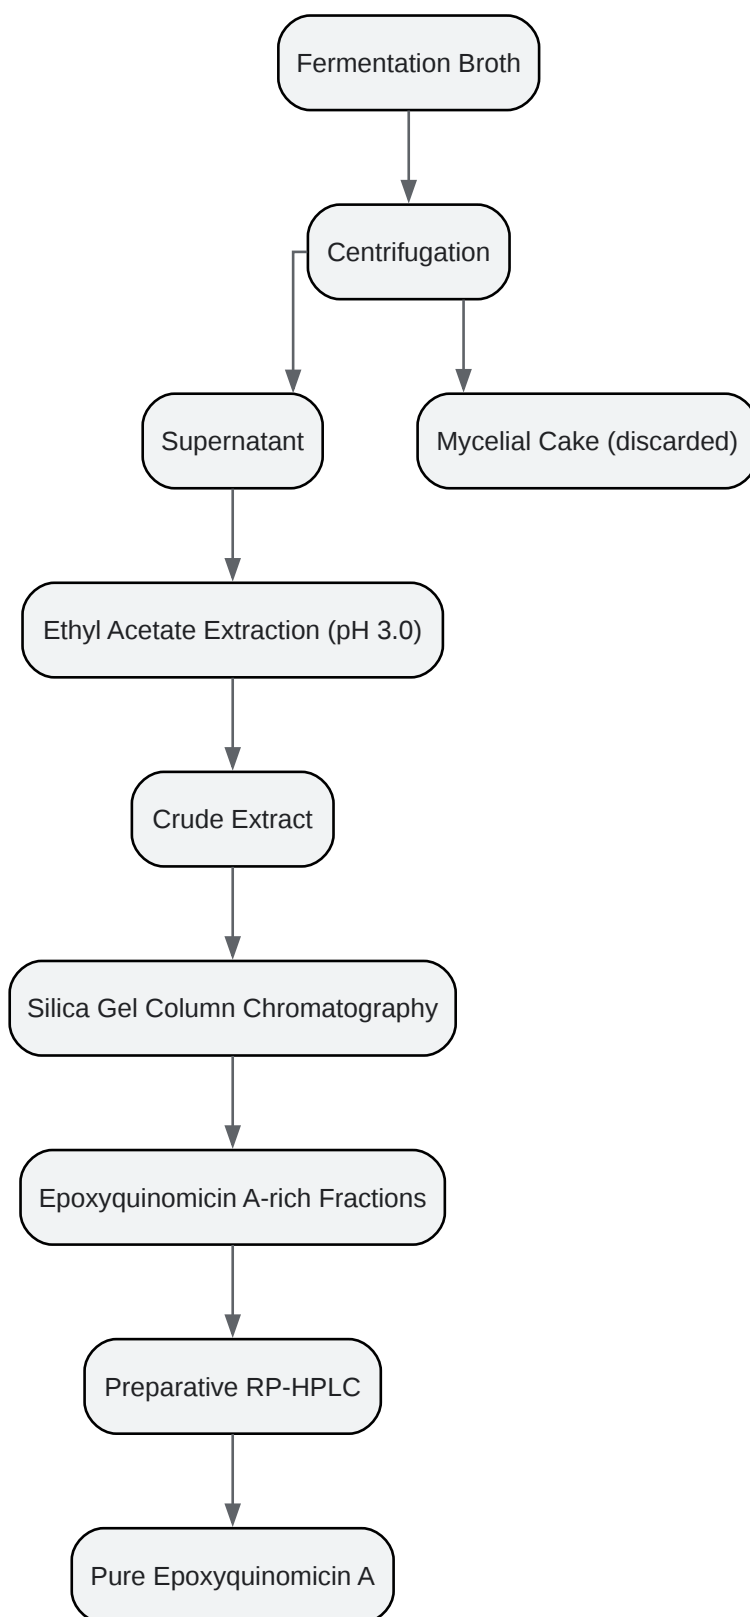 Fermentation Broth
Centrifugation
Supernatant
Mycelial Cake (discarded)
Ethyl Acetate Extraction (pH 3.0)
Crude Extract
Silica Gel Column Chromatography
Epoxyquinomicin A-rich Fractions
Preparative RP-HPLC
Pure Epoxyquinomicin A